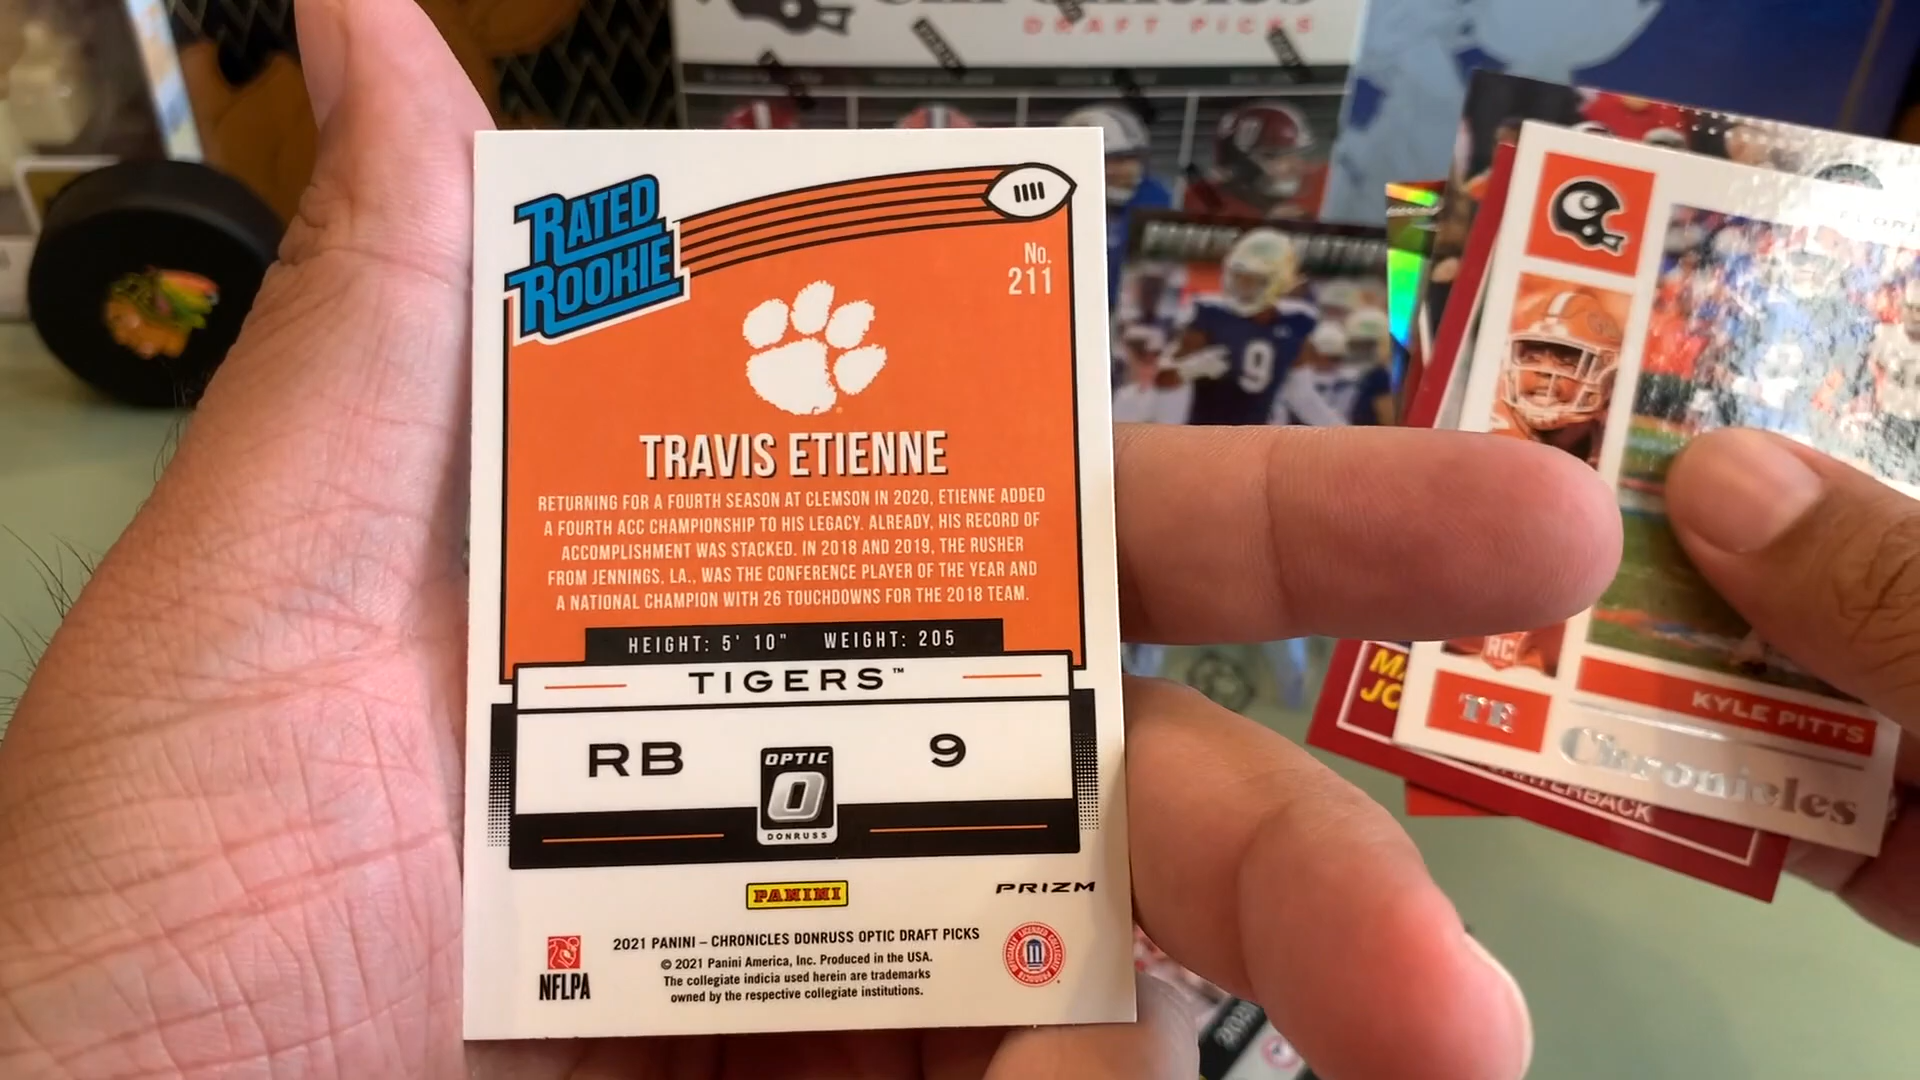 DRAFT PICKS
RATED
ROOKIE
No.
211
TRAVIS ETIENNE
RETURNING FOR A FOURTH SEASON AT CLEMSON IN 2020, ETIENNE ADDED
A FOURTH ACC CHAMPIONSHIP TO HIS LEGACY. ALREADY, HIS RECORD OF
ACCOMPLISHMENT WAS STACKED. IN 2018 AND 2019, THE RUSHER
FROM JENNINGS, LA., WAS THE CONFERENCE PLAYER OF THE YEAR AND
A NATIONAL CHAMPION WITH 26 TOUCHDOWNS FOR THE 2018 TEAM.
HEIGHT: 5' 10" WEIGHT: 205
TIGERS™
RB
OPTIC
DONRUSS
9
PANINI
PRIZM
NFLPA
2021 PANINI – CHRONICLES DONRUSS OPTIC DRAFT PICKS
© 2021 Panini America, Inc. Produced in the USA.
The collegiate indicia used herein are trademarks
owned by the respective collegiate institutions.
9
RC
TE
KYLE PITTS
Chronicles